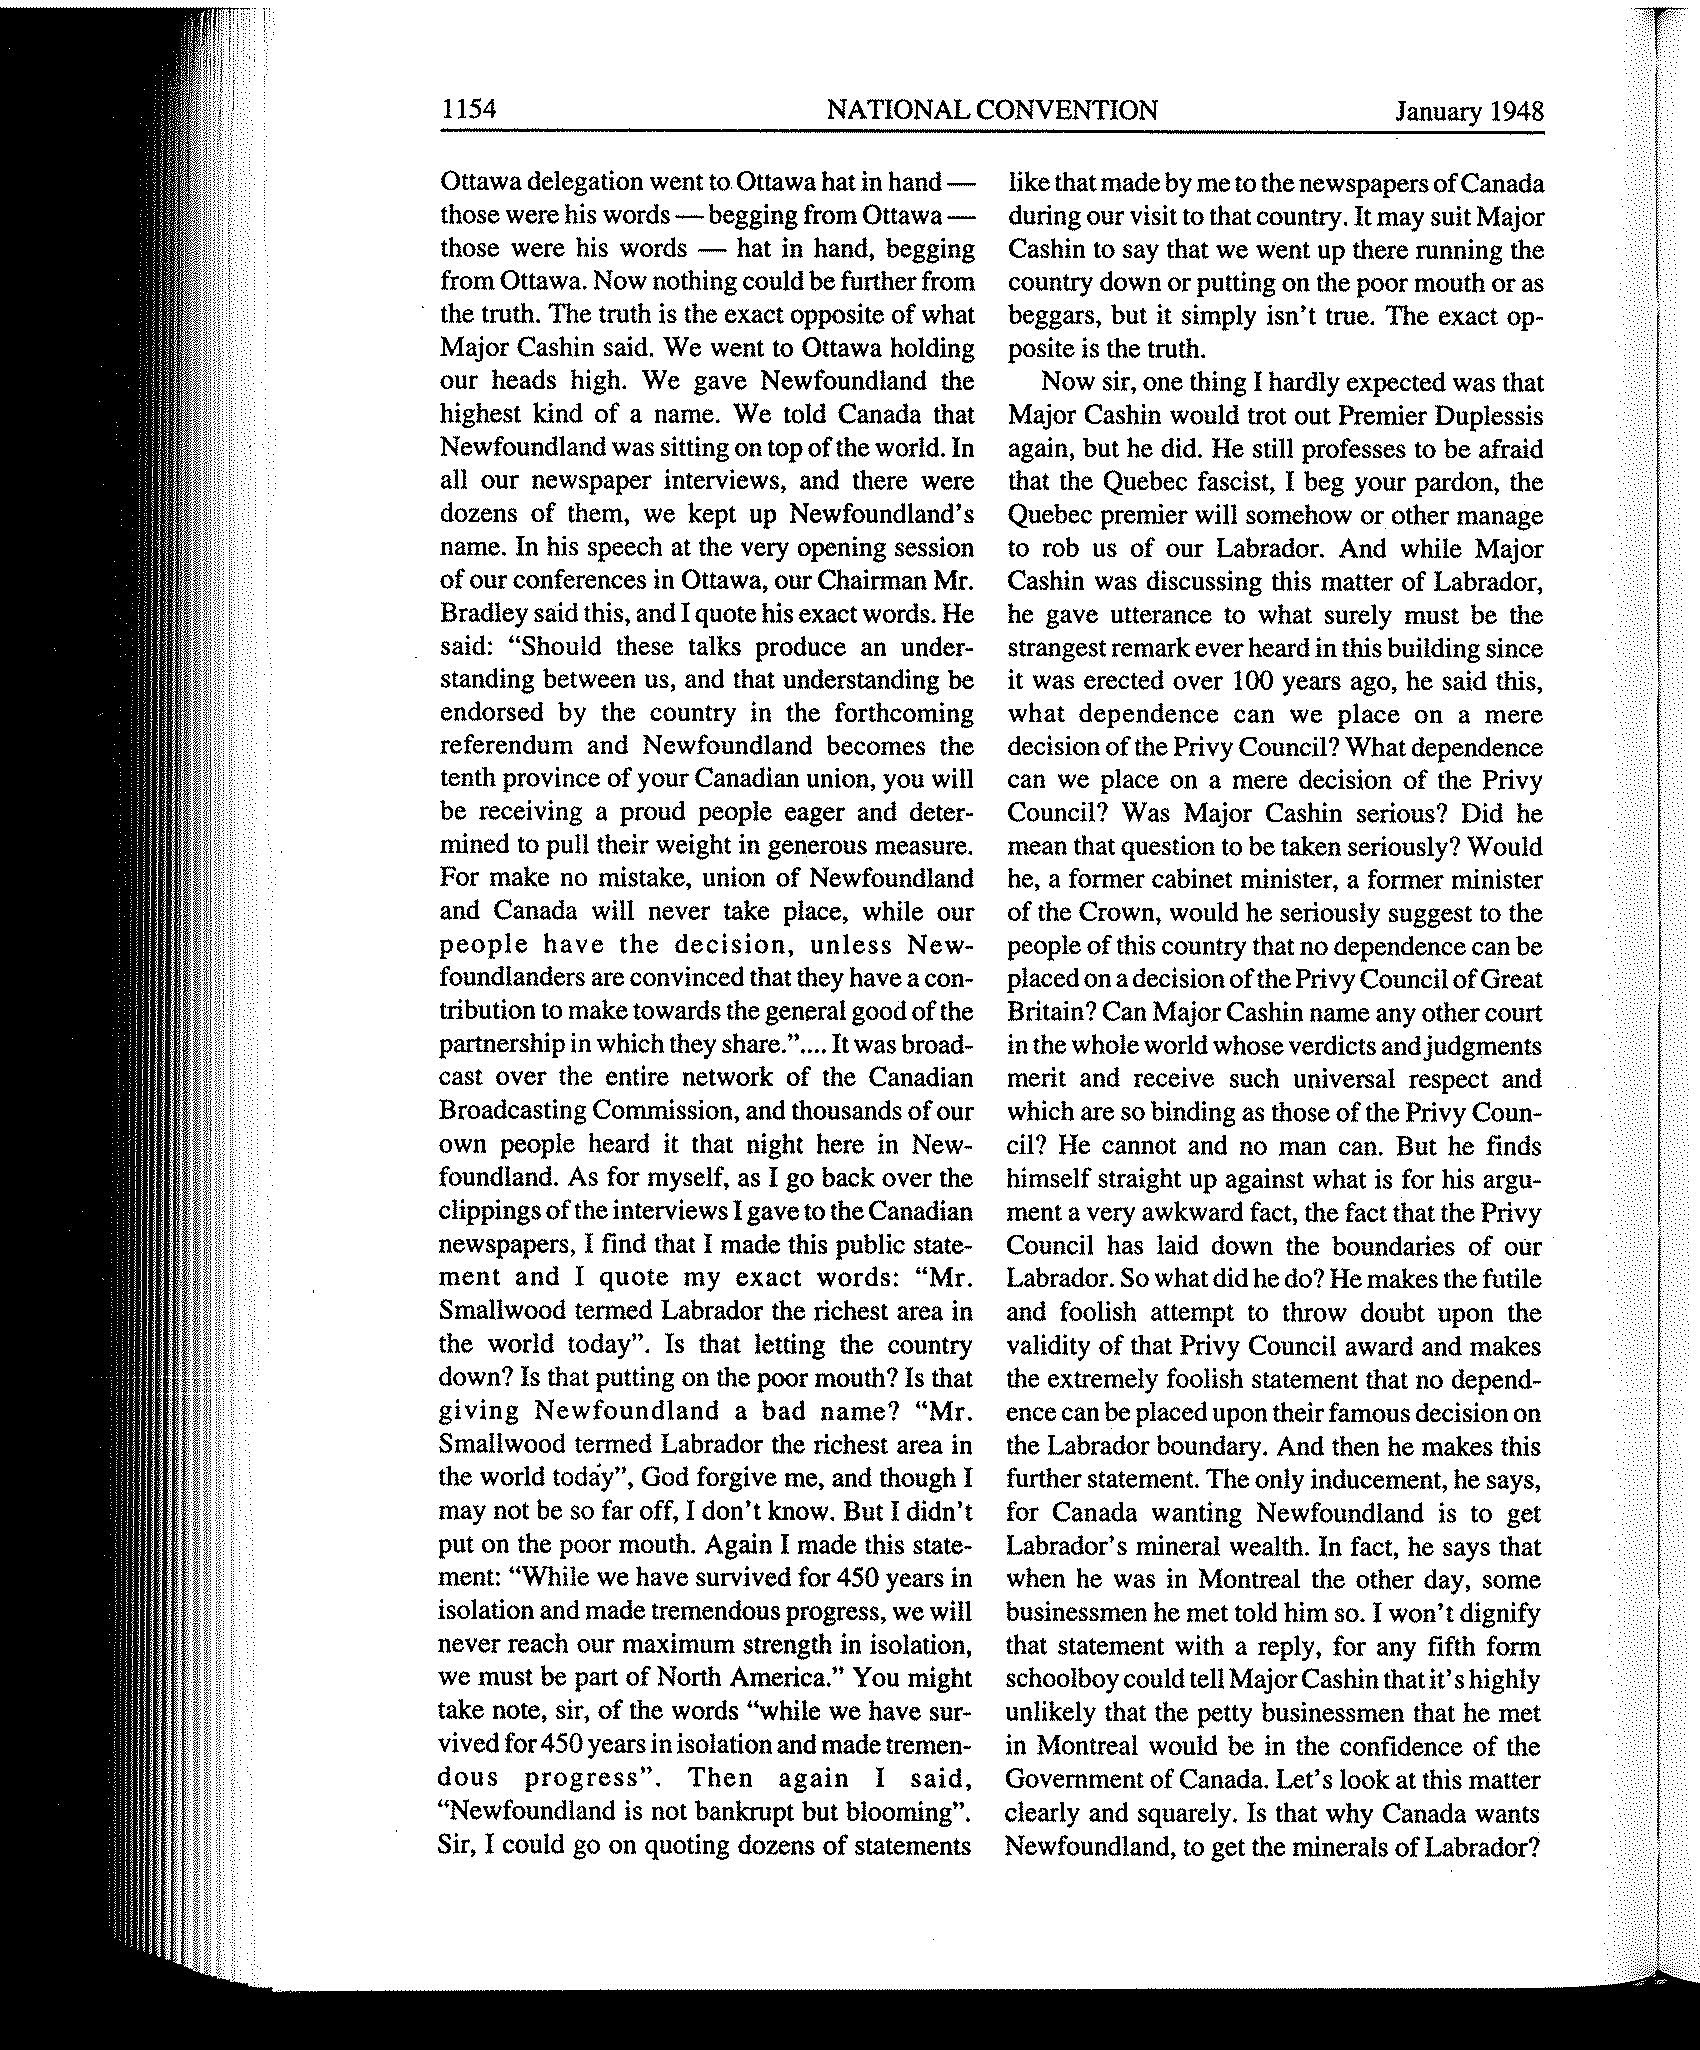 1154 NATIONAL CONVENTION January 1948
Ottawa delegation went to Ottawa hat in hand —
those were his words — begging from Ottawa —
those were his words — hat in hand, begging
from Ottawa. Now nothing could be further from
the truth. The truth is the exact opposite of what
Major Cashin said. We went to Ottawa holding
our heads high. We gave Newfoundland the
highest kind of a name. We told Canada that
Newfoundland was sitting on top of the world. In
all our newspaper interviews, and there were
dozens of them, we kept up Newfoundland's
name. In his speech at the very opening session
of our conferences in Ottawa, our Chairman Mr.
Bradley said this, and I quote his exact words. He
said: “Should these talks produce an under-
standing between us, and that understanding be
endorsed by the country in the forthcoming
referendum and Newfoundland becomes the
tenth province of your Canadian union, you will
be receiving a proud people eager and deter-
mined to pull their weight in generous measure.
For make no mistake, union of Newfoundland
and Canada will never take place, while our
people have the decision, unless New-
foundlanders are convinced that they have a con-
tribution to make towards the general good of the
partnership in which they share.”.... It was broad-
cast over the entire network of the Canadian
Broadcasting Commission, and thousands of our
own people heard it that night here in New-
foundland. As for myself, as I go back over the
clippings of the interviews I gave to the Canadian
newspapers, I find that I made this public state-
ment and I quote my exact words: “Mr.
Smallwood termed Labrador the richest area in
the world today”. Is that letting the country
down? Is that putting on the poor mouth? Is that
giving Newfoundland a bad name? “Mr.
Smallwood termed Labrador the richest area in
the world today”, God forgive me, and though I
may not be so far off, I don't know. But I didn't
put on the poor mouth. Again I made this state-
ment: “While we have survived for 450 years in
isolation and made tremendous progress, we will
never reach our maximum strength in isolation,
we must be part of North America.” You might
take note, sir, of the words “while we have sur-
vived for 450 years in isolation and made tremen-
dous progress”. Then again I said,
“Newfoundland is not bankrupt but blooming”.
Sir, I could go on quoting dozens of statements
like that made by me to the newspapers of Canada
during our visit to that country. It may suit Major
Cashin to say that we went up there running the
country down or putting on the poor mouth or as
beggars, but it simply isn't true. The exact op-
posite is the truth.
Now sir, one thing I hardly expected was that
Major Cashin would trot out Premier Duplessis
again, but he did. He still professes to be afraid
that the Quebec fascist, I beg your pardon, the
Quebec premier will somehow or other manage
to rob us of our Labrador. And while Major
Cashin was discussing this matter of Labrador,
he gave utterance to what surely must be the
strangest remark ever heard in this building since
it was erected over 100 years ago, he said this,
what dependence can we place on a mere
decision of the Privy Council? What dependence
can we place on a mere decision of the Privy
Council? Was Major Cashin serious? Did he
mean that question to be taken seriously? Would
he, a former cabinet minister, a former minister
of the Crown, would he seriously suggest to the
people of this country that no dependence can be
placed on a decision of the Privy Council of Great
Britain? Can Major Cashin name any other court
in the whole world whose verdicts and judgments
merit and receive such universal respect and
which are so binding as those of the Privy Coun-
cil? He cannot and no man can. But he finds
himself straight up against what is for his argu-
ment a very awkward fact, the fact that the Privy
Council has laid down the boundaries of our
Labrador. So what did he do? He makes the futile
and foolish attempt to throw doubt upon the
validity of that Privy Council award and makes
the extremely foolish statement that no depend-
ence can be placed upon their famous decision on
the Labrador boundary. And then he makes this
further statement. The only inducement, he says,
for Canada wanting Newfoundland is to get
Labrador's mineral wealth. In fact, he says that
when he was in Montreal the other day, some
businessmen he met told him so. I won't dignify
that statement with a reply, for any fifth form
schoolboy could tell Major Cashin that it's highly
unlikely that the petty businessmen that he met
in Montreal would be in the confidence of the
Government of Canada. Let's look at this matter
clearly and squarely. Is that why Canada wants
Newfoundland, to get the minerals of Labrador?